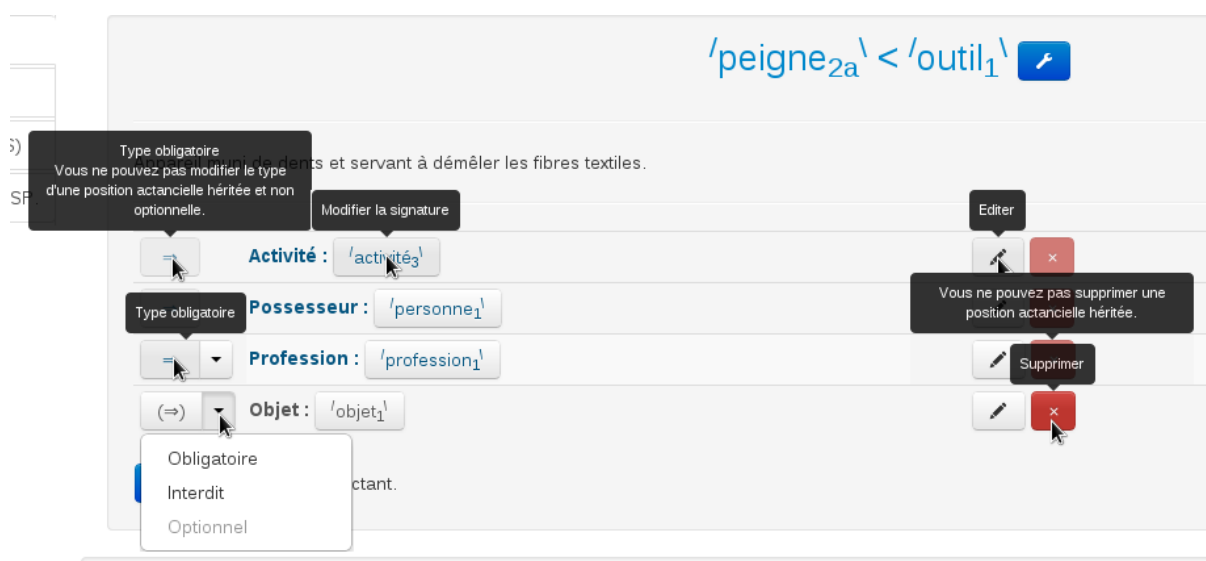 /peigne2a\ < /outil1\
S)
Type obligatoire
Vous ne pouvez pas modifier le type
d'une position actancielle héritée et non
optionnelle.
Appareil muni de dents et servant à démêler les fibres textiles.
SP.
Modifier la signature
Editer
⇒ Activité : /activité3\ ×
Vous ne pouvez pas supprimer une
position actancielle héritée.
Type obligatoire
Possesseur : /personne1\
⇒ Profession : /profession1\
Supprimer
(⇒) Objet : /objet1\ ×
Obligatoire
Interdit
Optionnel
ctant.